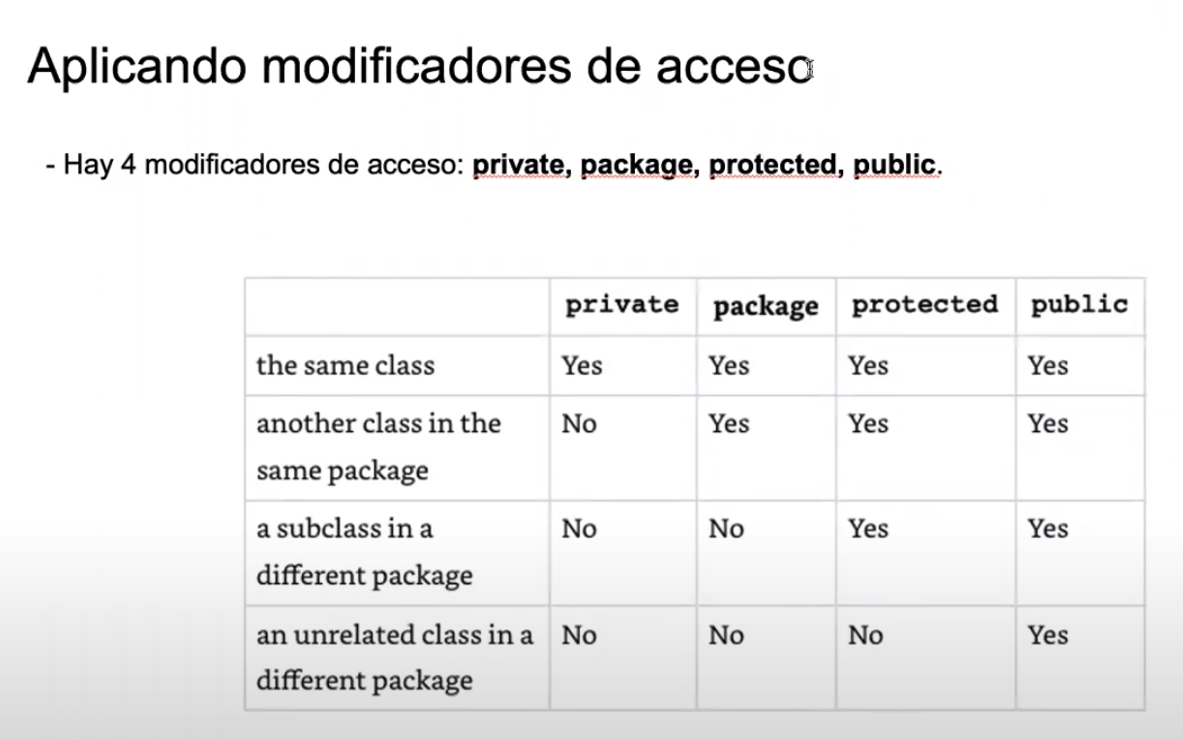 Aplicando modificadores de acceso
- Hay 4 modificadores de acceso: private, package, protected, public.
private package protected public
the same class Yes Yes Yes Yes
another class in the No Yes Yes Yes
same package
a subclass in a No No Yes Yes
different package
an unrelated class in a No No No Yes
different package